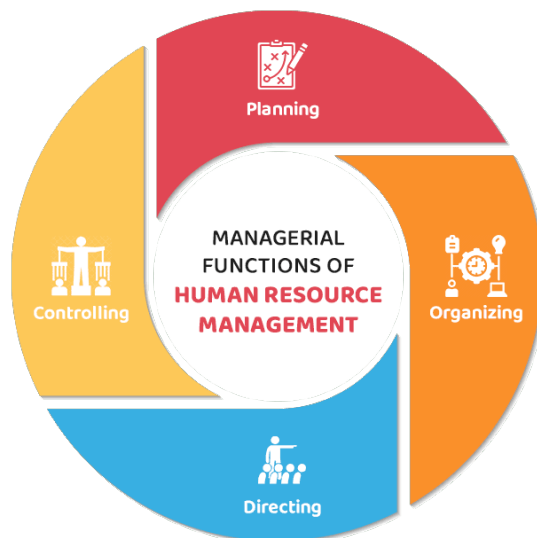 Planning
MANAGERIAL
FUNCTIONS OF
HUMAN RESOURCE
MANAGEMENT
Controlling
Organizing
Directing